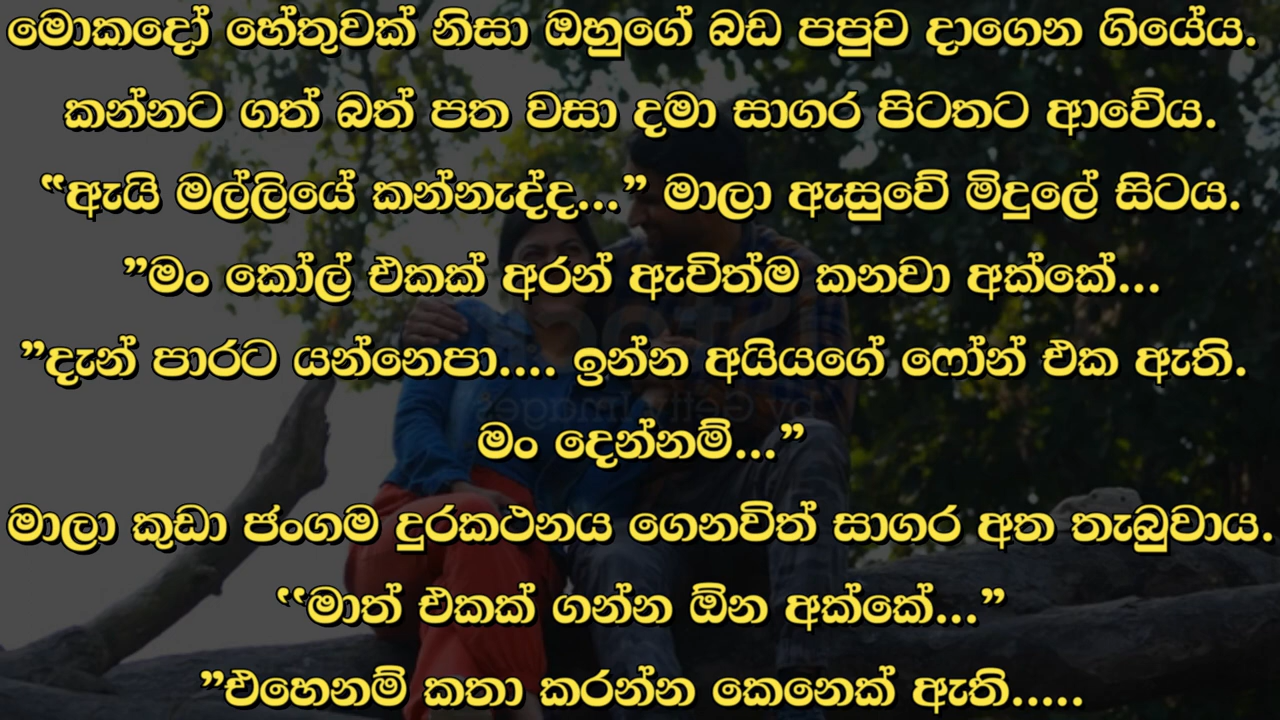 මොකදෝ හේතුවක් නිසා ඔහුගේ බඩ පපුව දාගෙන ගියේය.
කන්නට ගත් බත් පත වසා දමා සාගර පිටතට ආවේය.
“ඇයි මල්ලියේ කන්නැද්ද...” මාලා ඇසුවේ මිදුලේ සිටය.
”මං කෝල් එකක් අරන් ඇවිත්ම කනවා අක්කේ...
”දැන් පාරට යන්නෙපා.... ඉන්න අයියගේ ෆෝන් එක ඇති.
මං දෙන්නම්...”
මාලා කුඩා ජංගම දුරකථනය ගෙනවිත් සාගර අත තැබුවාය.
‛‛මාත් එකක් ගන්න ඕන අක්කේ...”
”එහෙනම් කතා කරන්න කෙනෙක් ඇති.....